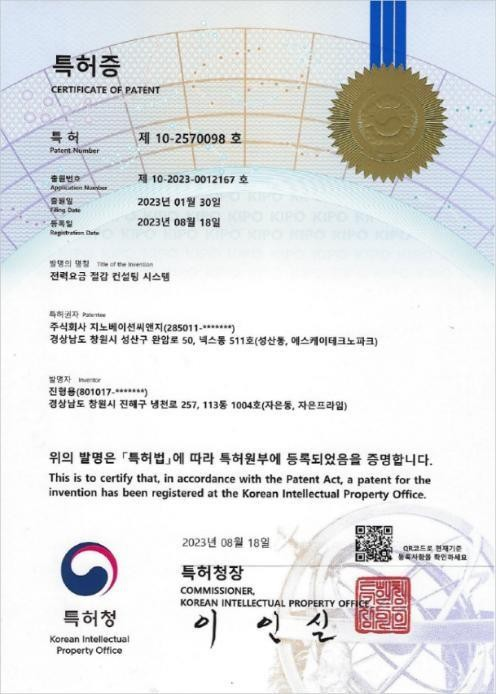 특허증
CERTIFICATE OF PATENT
특 허
Patent Number
제 10-2570098 호
출원번호
Application Number
제 10-2023-0012167 호
출원일
Filing Date
2023년 01월 30일
등록일
Registration Date
2023년 08월 18일
발명의 명칭 Title of the Invention
전력요금 절감 컨설팅 시스템
특허권자 Patentee
주식회사 지노베이션씨앤지(285011-*******)
경상남도 창원시 성산구 완암로 50, 넥스동 511호(성산동, 에스케이테크노파크)
발명자 Inventor
진형용(801017-*******)
경상남도 창원시 진해구 냉천로 257, 113동 1004호(자은동, 자은프라임)
위의 발명은 「특허법」에 따라 특허원부에 등록되었음을 증명합니다.
This is to certify that, in accordance with the Patent Act, a patent for the
invention has been registered at the Korean Intellectual Property Office.
2023년 08월 18일
QR코드로 현재기준
등록사항을 확인하세요
특허청장
COMMISSIONER,
KOREAN INTELLECTUAL PROPERTY OFFICE
이 인 실
특허청
Korean Intellectual
Property Office